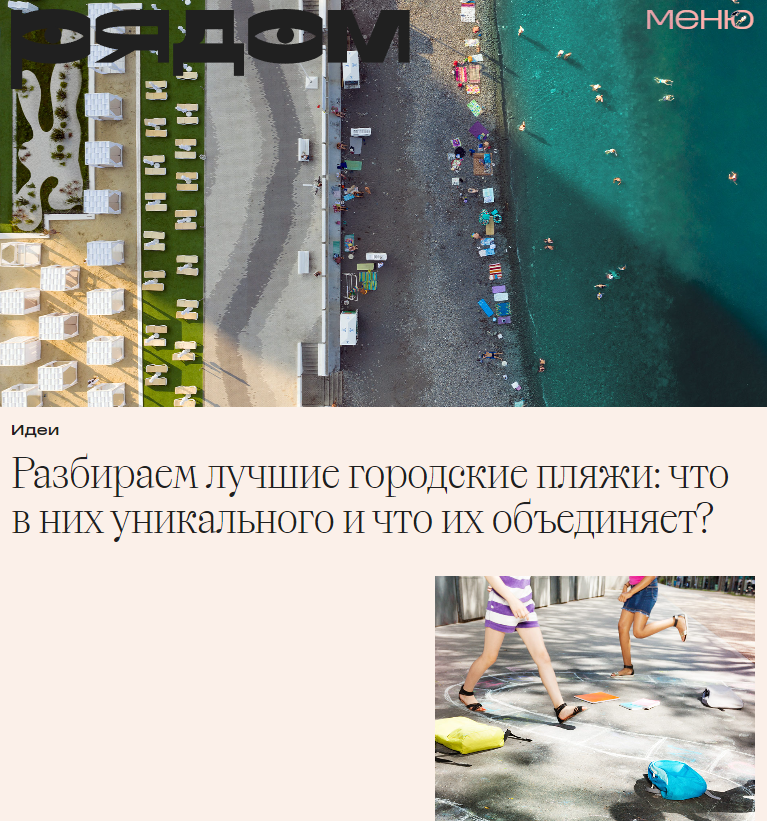 рядом
меню
Идеи
Разбираем лучшие городские пляжи: что
в них уникального и что их объединяет?